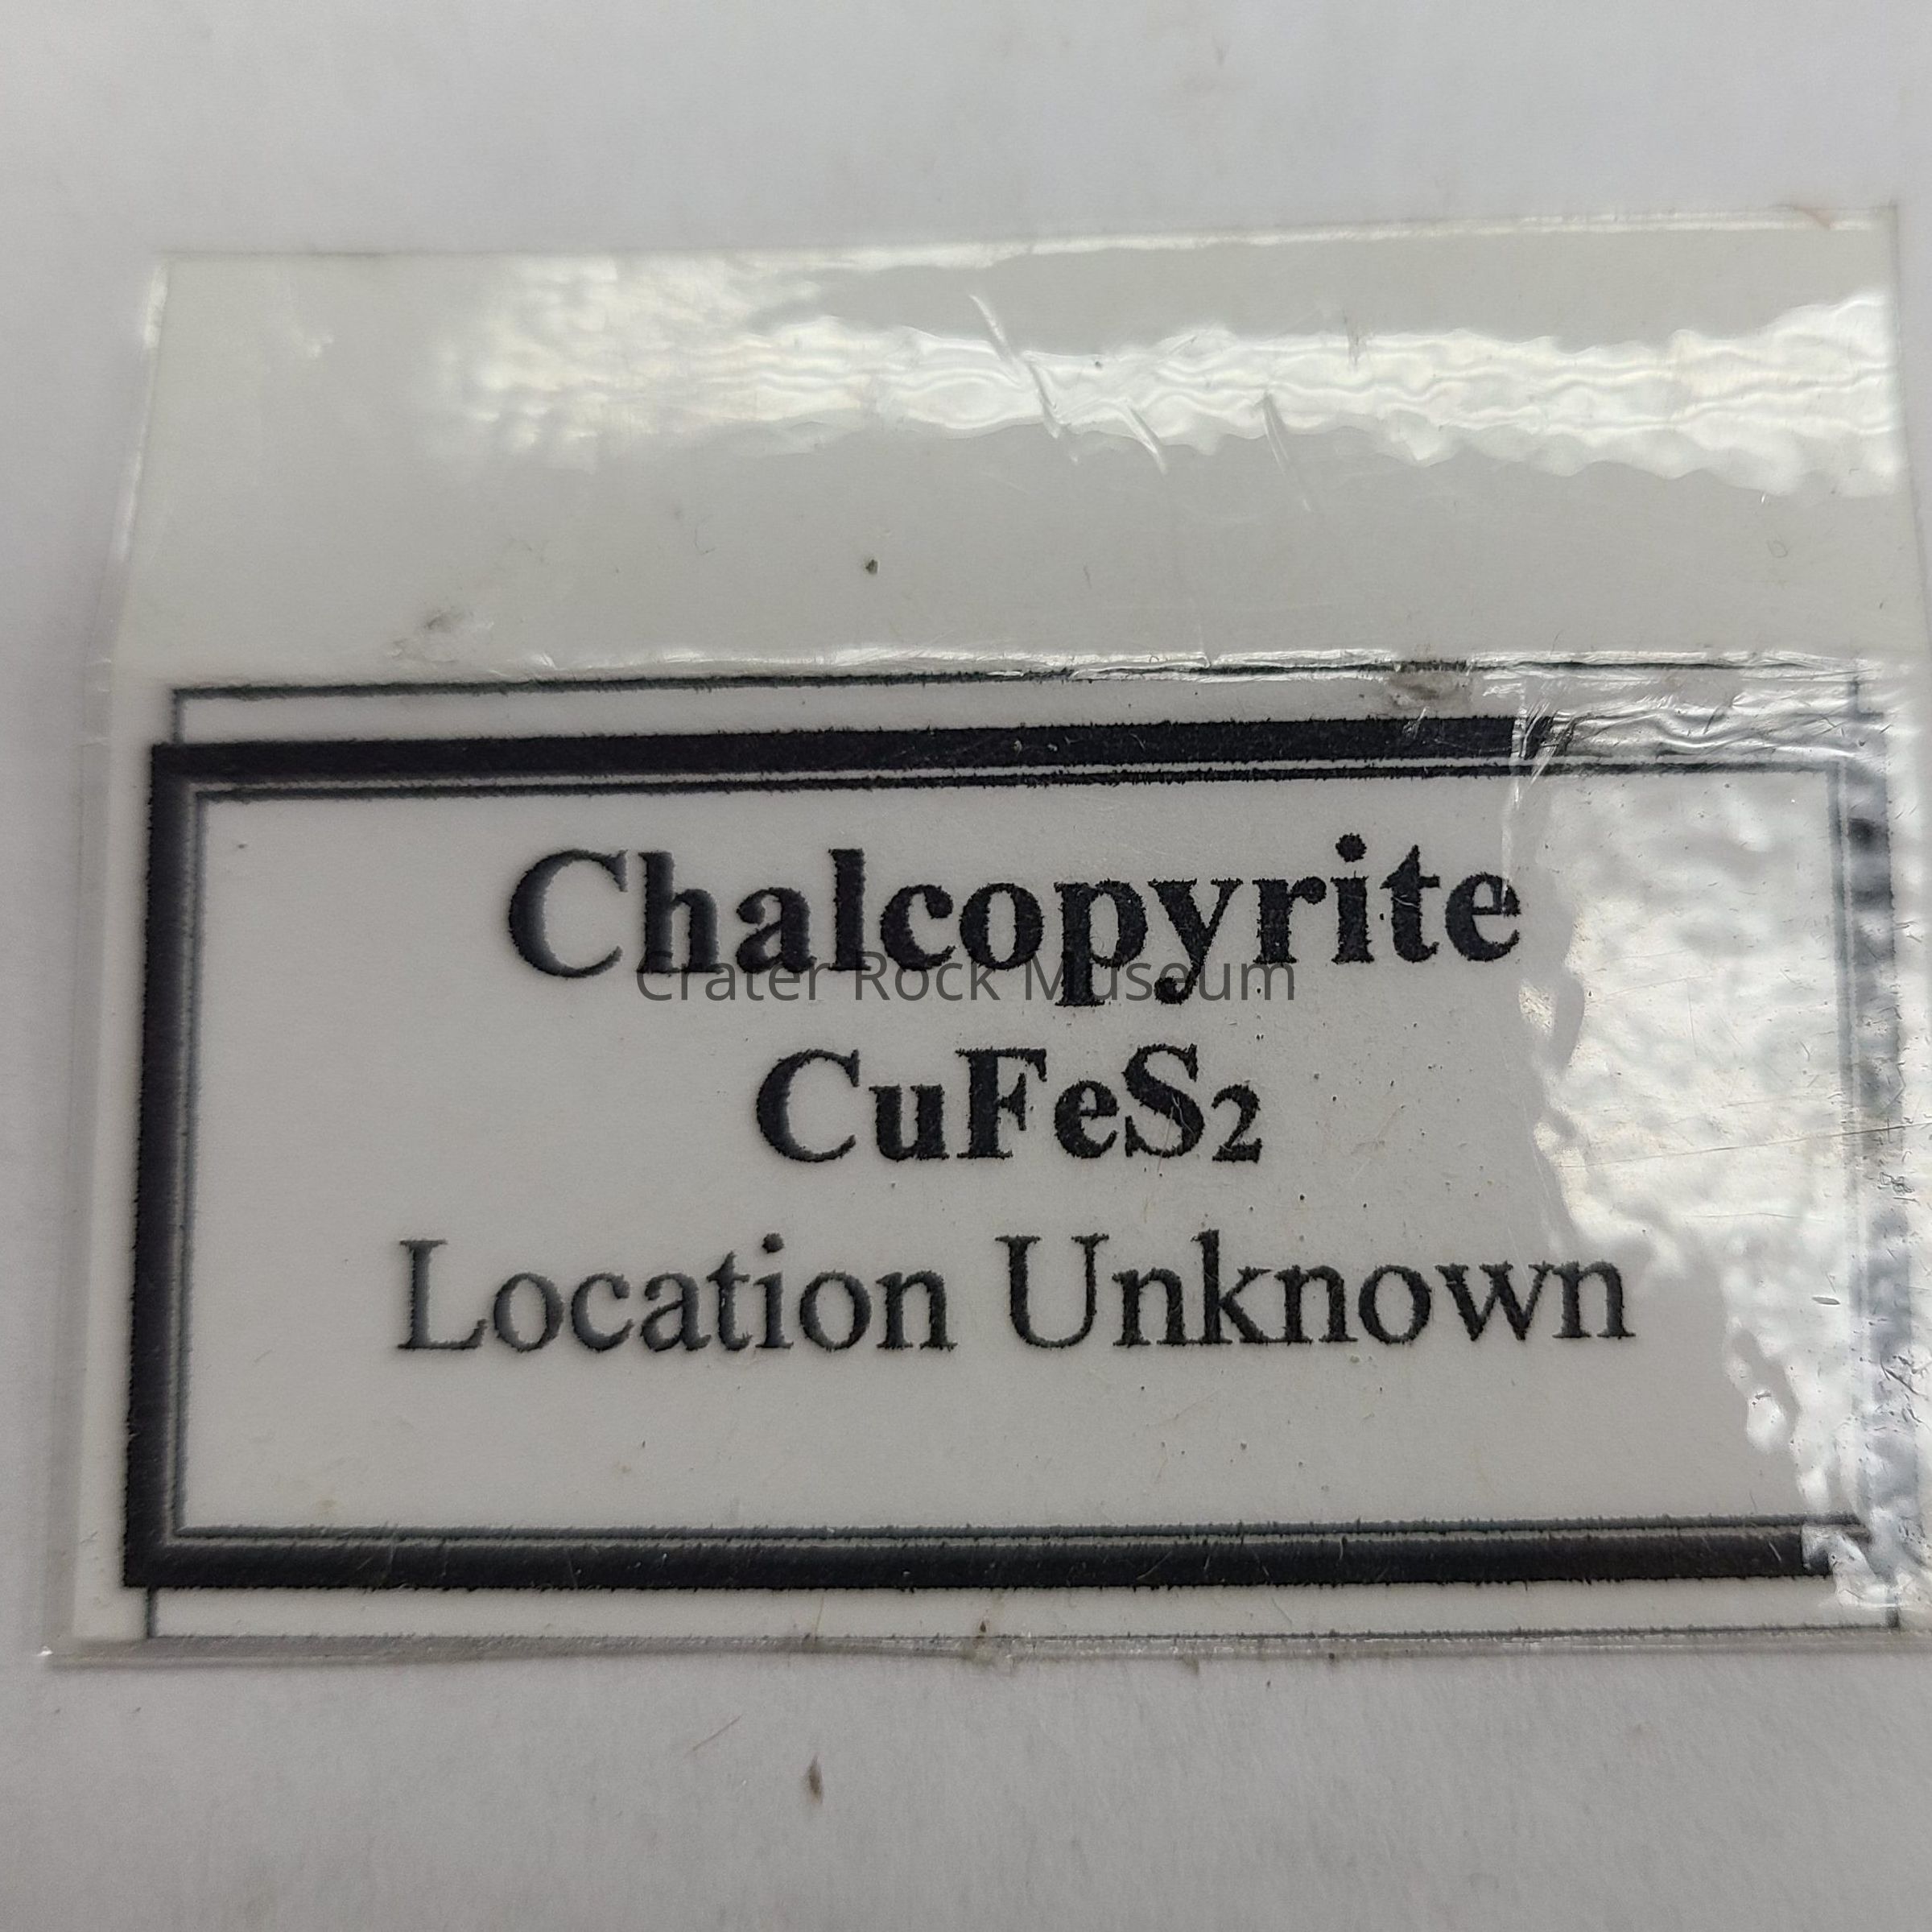 Chalcopyrite
Crater Rock Museum
CuFeS2
Location Unknown